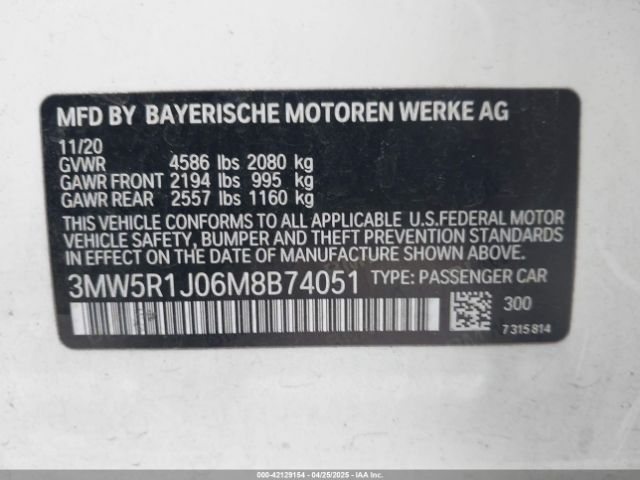 MFD BY BAYERISCHE MOTOREN WERKE AG
11/20
GVWR 4586 lbs 2080 kg
GAWR FRONT 2194 lbs 995 kg
GAWR REAR 2557 lbs 1160 kg
THIS VEHICLE CONFORMS TO ALL APPLICABLE U.S.FEDERAL MOTOR
VEHICLE SAFETY, BUMPER AND THEFT PREVENTION STANDARDS
IN EFFECT ON THE DATE OF MANUFACTURE SHOWN ABOVE.
3MW5R1J06M8B74051 TYPE: PASSENGER CAR
300
7 315 814
000-42129154 - 04/25/2025 - IAAI.COM